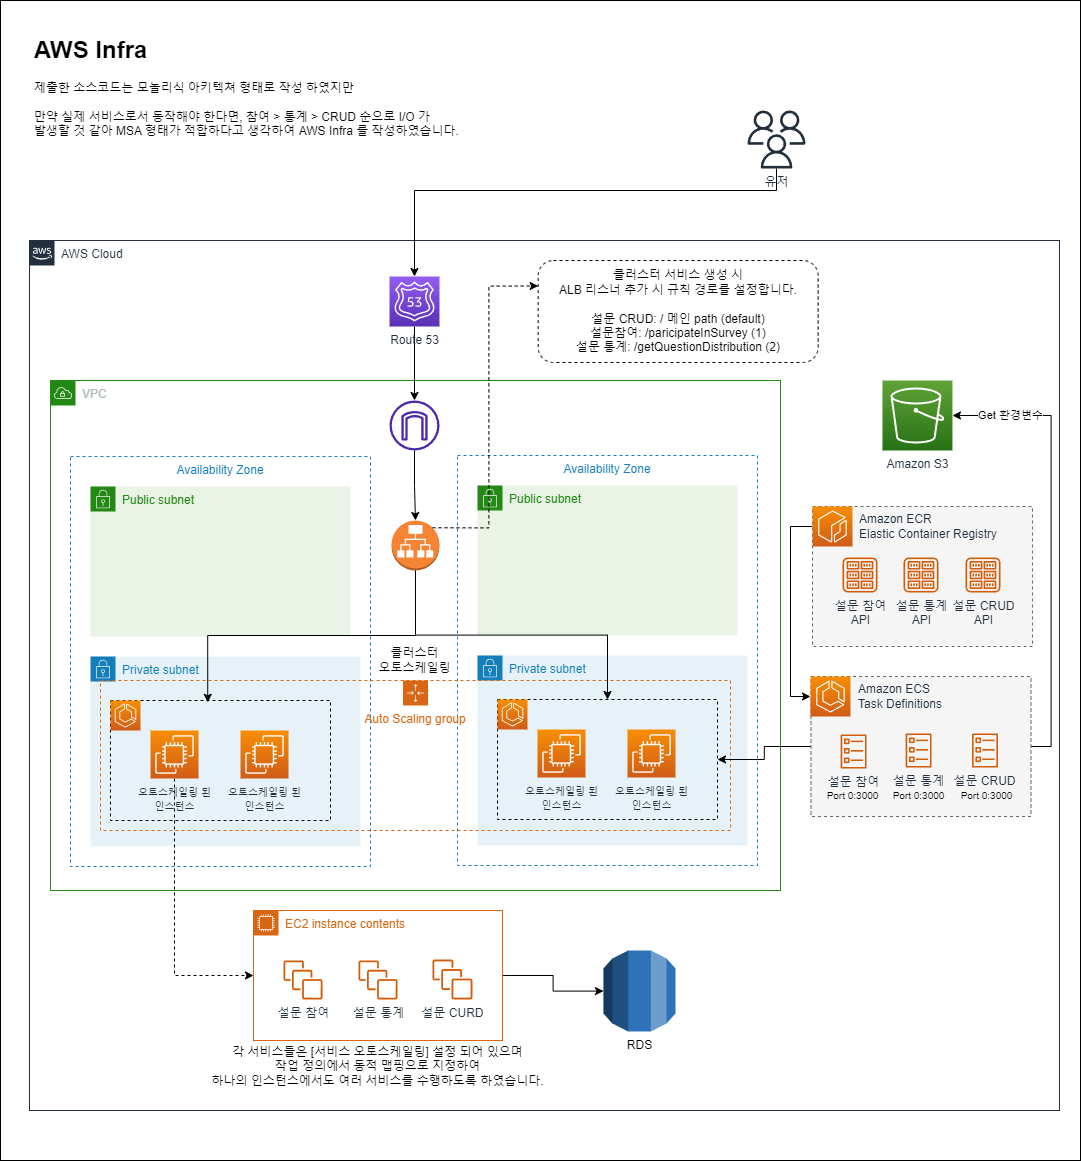 AWS Infra
제출한 소스코드는 모놀리식 아키텍쳐 형태로 작성 하였지만
만약 실제 서비스로서 동작해야 한다면, 참여 > 통계 > CRUD 순으로 I/O 가
발생할 것 같아 MSA 형태가 적합하다고 생각하여 AWS Infra 를 작성하였습니다.
유저
aws
AWS Cloud
53
Route 53
클러스터 서비스 생성 시
ALB 리스너 추가 시 규칙 경로를 설정합니다.
설문 CRUD: / 메인 path (default)
설문참여: /paricipateInSurvey (1)
설문 통계: /getQuestionDistribution (2)
VPC
Get 환경변수
Amazon S3
Availability Zone
Availability Zone
Public subnet
Public subnet
Amazon ECR
Elastic Container Registry
설문 참여
API
설문 통계
API
설문 CRUD
API
클러스터
오토스케일링
Private subnet
Private subnet
Auto Scaling group
Amazon ECS
Task Definitions
설문 참여
Port 0:3000
설문 통계
Port 0:3000
설문 CRUD
Port 0:3000
오토스케일링 된
인스턴스
오토스케일링 된
인스턴스
오토스케일링 된
인스턴스
오토스케일링 된
인스턴스
EC2 instance contents
설문 참여
설문 통계
설문 CURD
RDS
각 서비스들은 [서비스 오토스케일링] 설정 되어 있으며
작업 정의에서 동적 맵핑으로 지정하여
하나의 인스턴스에서도 여러 서비스를 수행하도록 하였습니다.